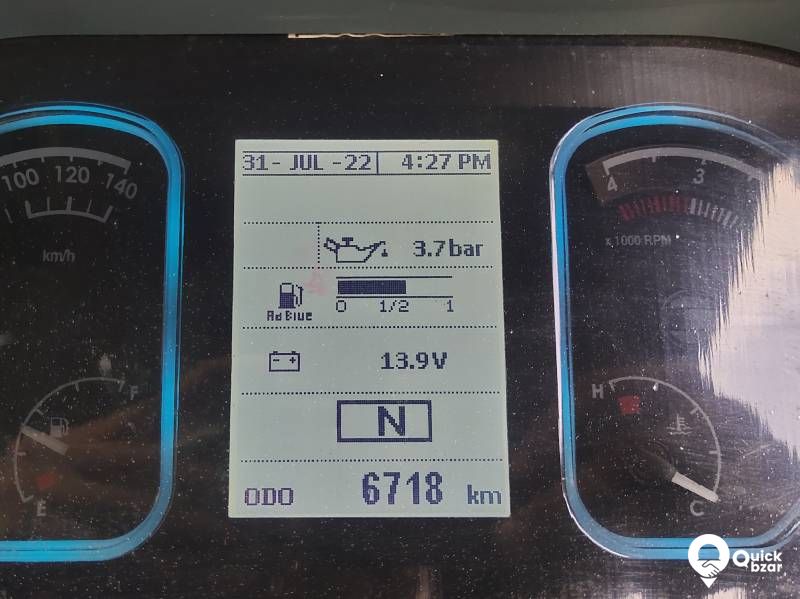 31- JUL -22 4:27 PM
3.7 bar
Ad Blue
0 1/2 1
13.9V
N
ODO 6718 km
100 120 140
km/h
F
E
4 3
x 1000 RPM
H
C
Quick
bzar